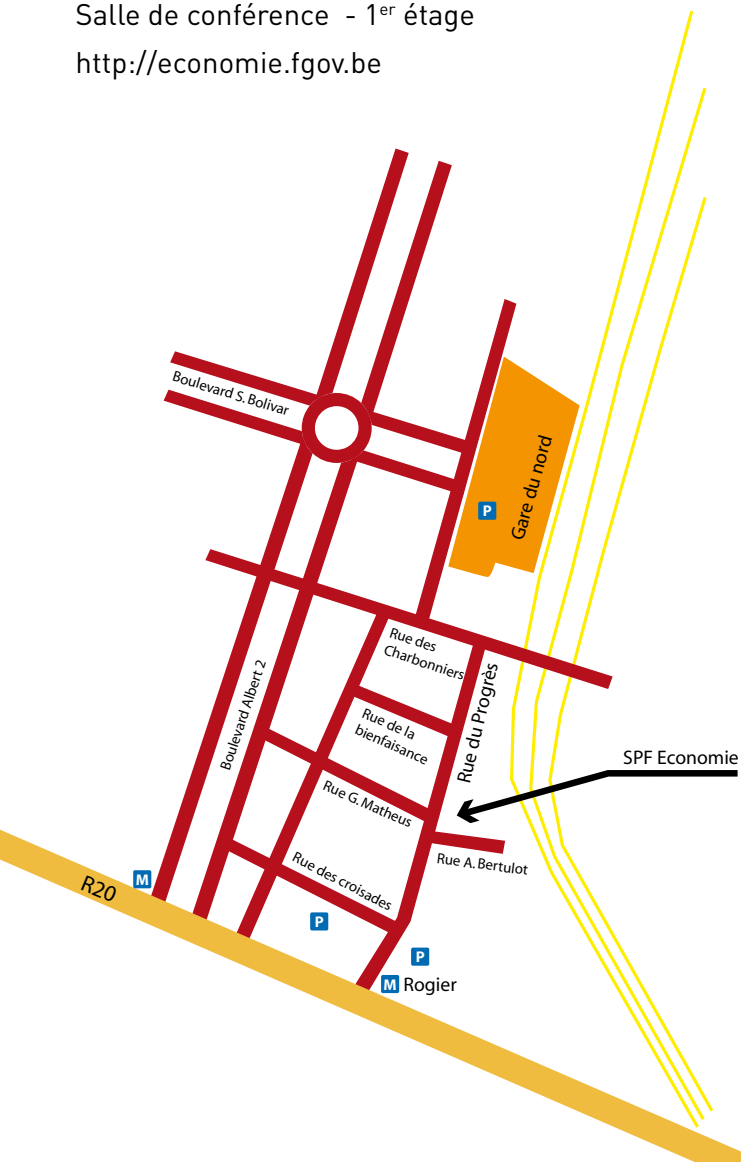 Salle de conférence - 1er étage
http://economie.fgov.be
Boulevard S. Bolivar
Gare du nord
P
Rue des
Charbonniers
Rue du Progrès
Boulevard Albert 2
Rue de la
bienfaisance
SPF Economie
Rue G. Matheus
Rue A. Bertulot
Rue des croisades
R20
M
P
P
M Rogier